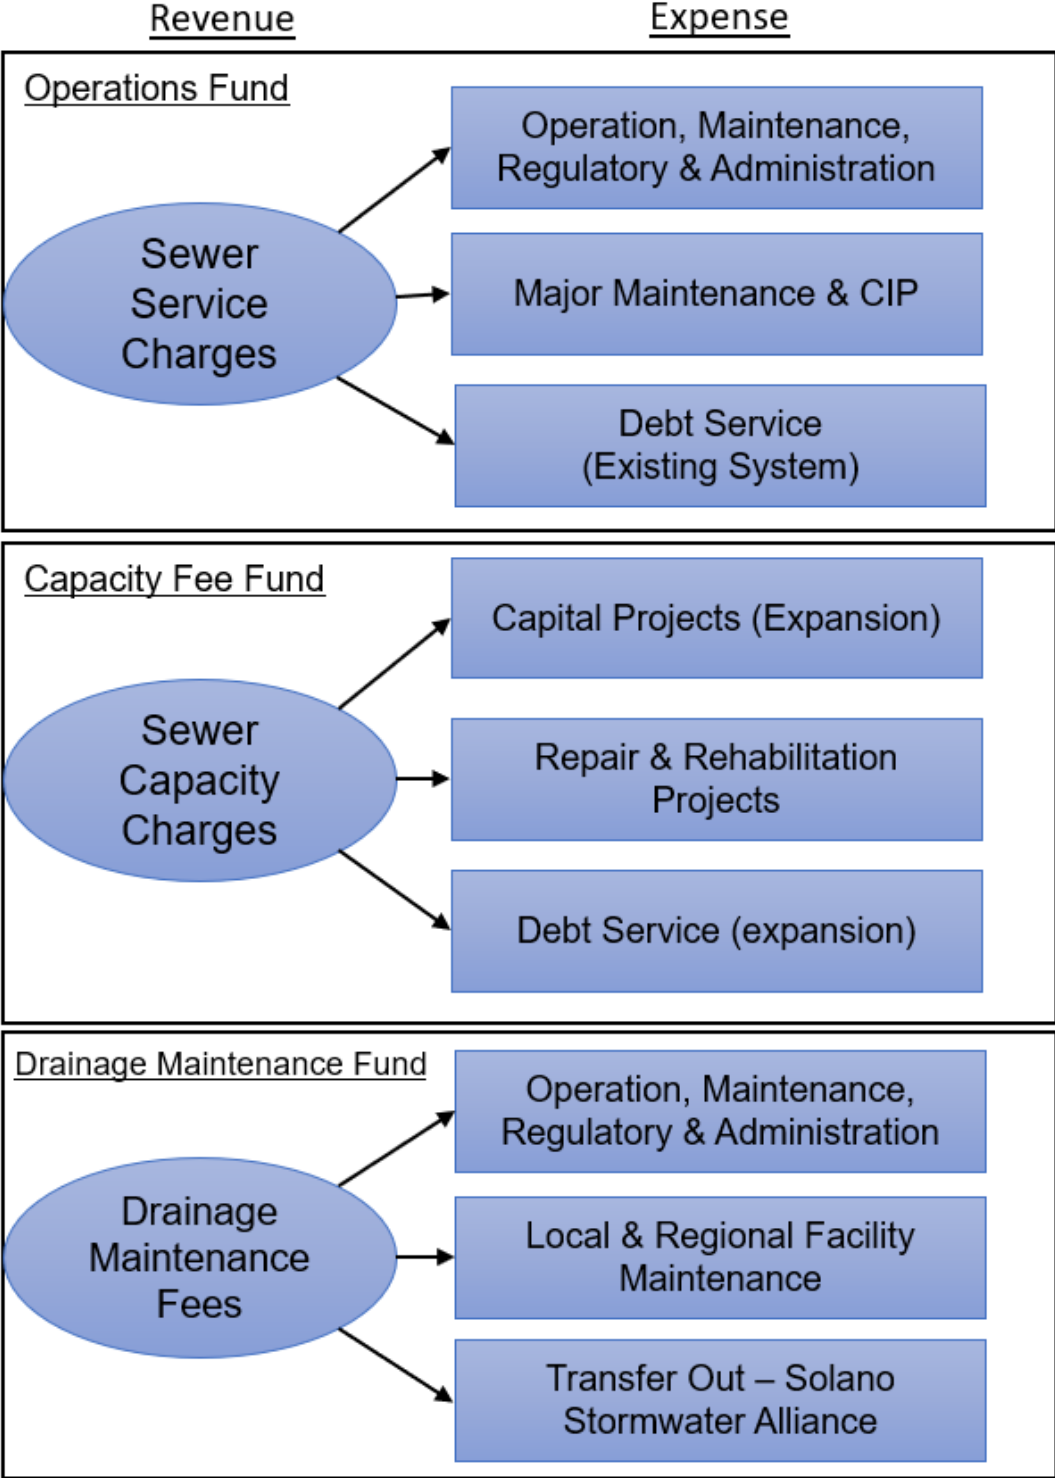 Revenue
Expense
Operations Fund
Sewer
Service
Charges
Operation, Maintenance,
Regulatory & Administration
Major Maintenance & CIP
Debt Service
(Existing System)
Capacity Fee Fund
Sewer
Capacity
Charges
Capital Projects (Expansion)
Repair & Rehabilitation
Projects
Debt Service (expansion)
Drainage Maintenance Fund
Drainage
Maintenance
Fees
Operation, Maintenance,
Regulatory & Administration
Local & Regional Facility
Maintenance
Transfer Out – Solano
Stormwater Alliance